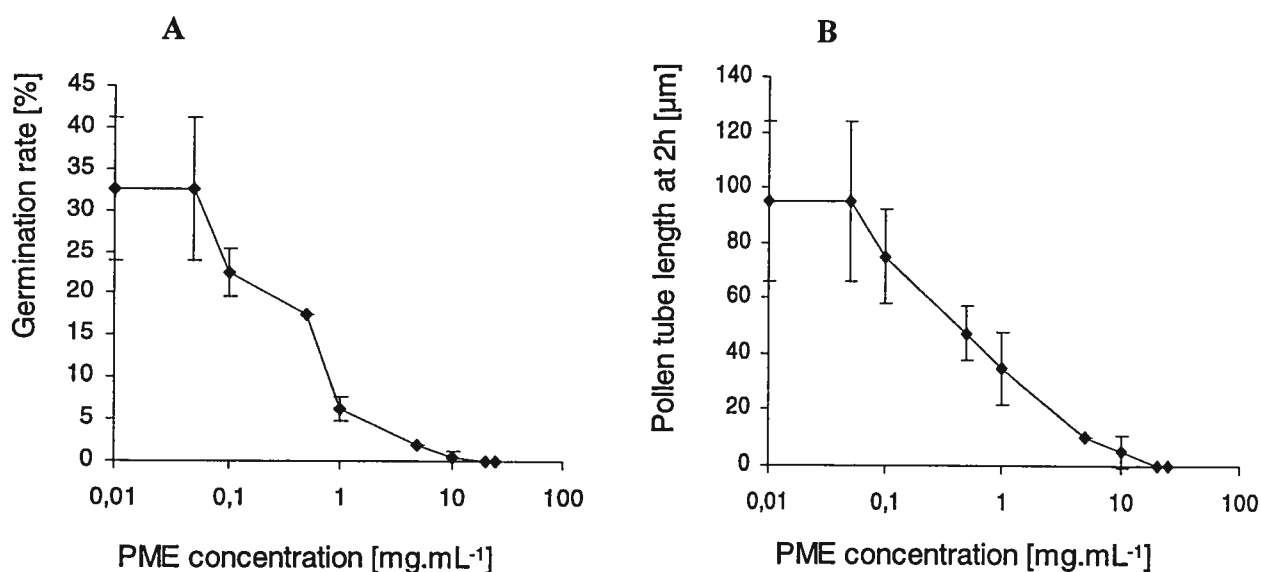 A
Germination rate [%]
45
40
35
30
25
20
15
10
5
0
0,01 0,1 1 10 100
PME concentration [mg.mL-1]
B
Pollen tube length at 2h [µm]
140
120
100
80
60
40
20
0
0,01 0,1 1 10 100
PME concentration [mg.mL-1]